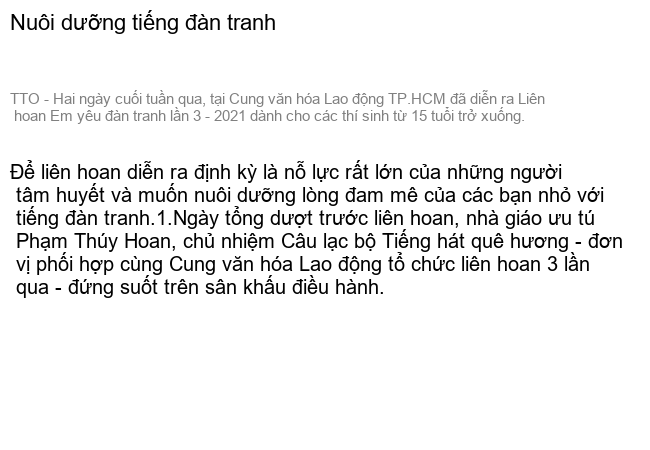 Nuôi dưỡng tiếng đàn tranh
TTO - Hai ngày cuối tuần qua, tại Cung văn hóa Lao động TP.HCM đã diễn ra Liên
hoan Em yêu đàn tranh lần 3 - 2021 dành cho các thí sinh từ 15 tuổi trở xuống.
Để liên hoan diễn ra định kỳ là nỗ lực rất lớn của những người
tâm huyết và muốn nuôi dưỡng lòng đam mê của các bạn nhỏ với
tiếng đàn tranh.1.Ngày tổng dượt trước liên hoan, nhà giáo ưu tú
Phạm Thúy Hoan, chủ nhiệm Câu lạc bộ Tiếng hát quê hương - đơn
vị phối hợp cùng Cung văn hóa Lao động tổ chức liên hoan 3 lần
qua - đứng suốt trên sân khấu điều hành.